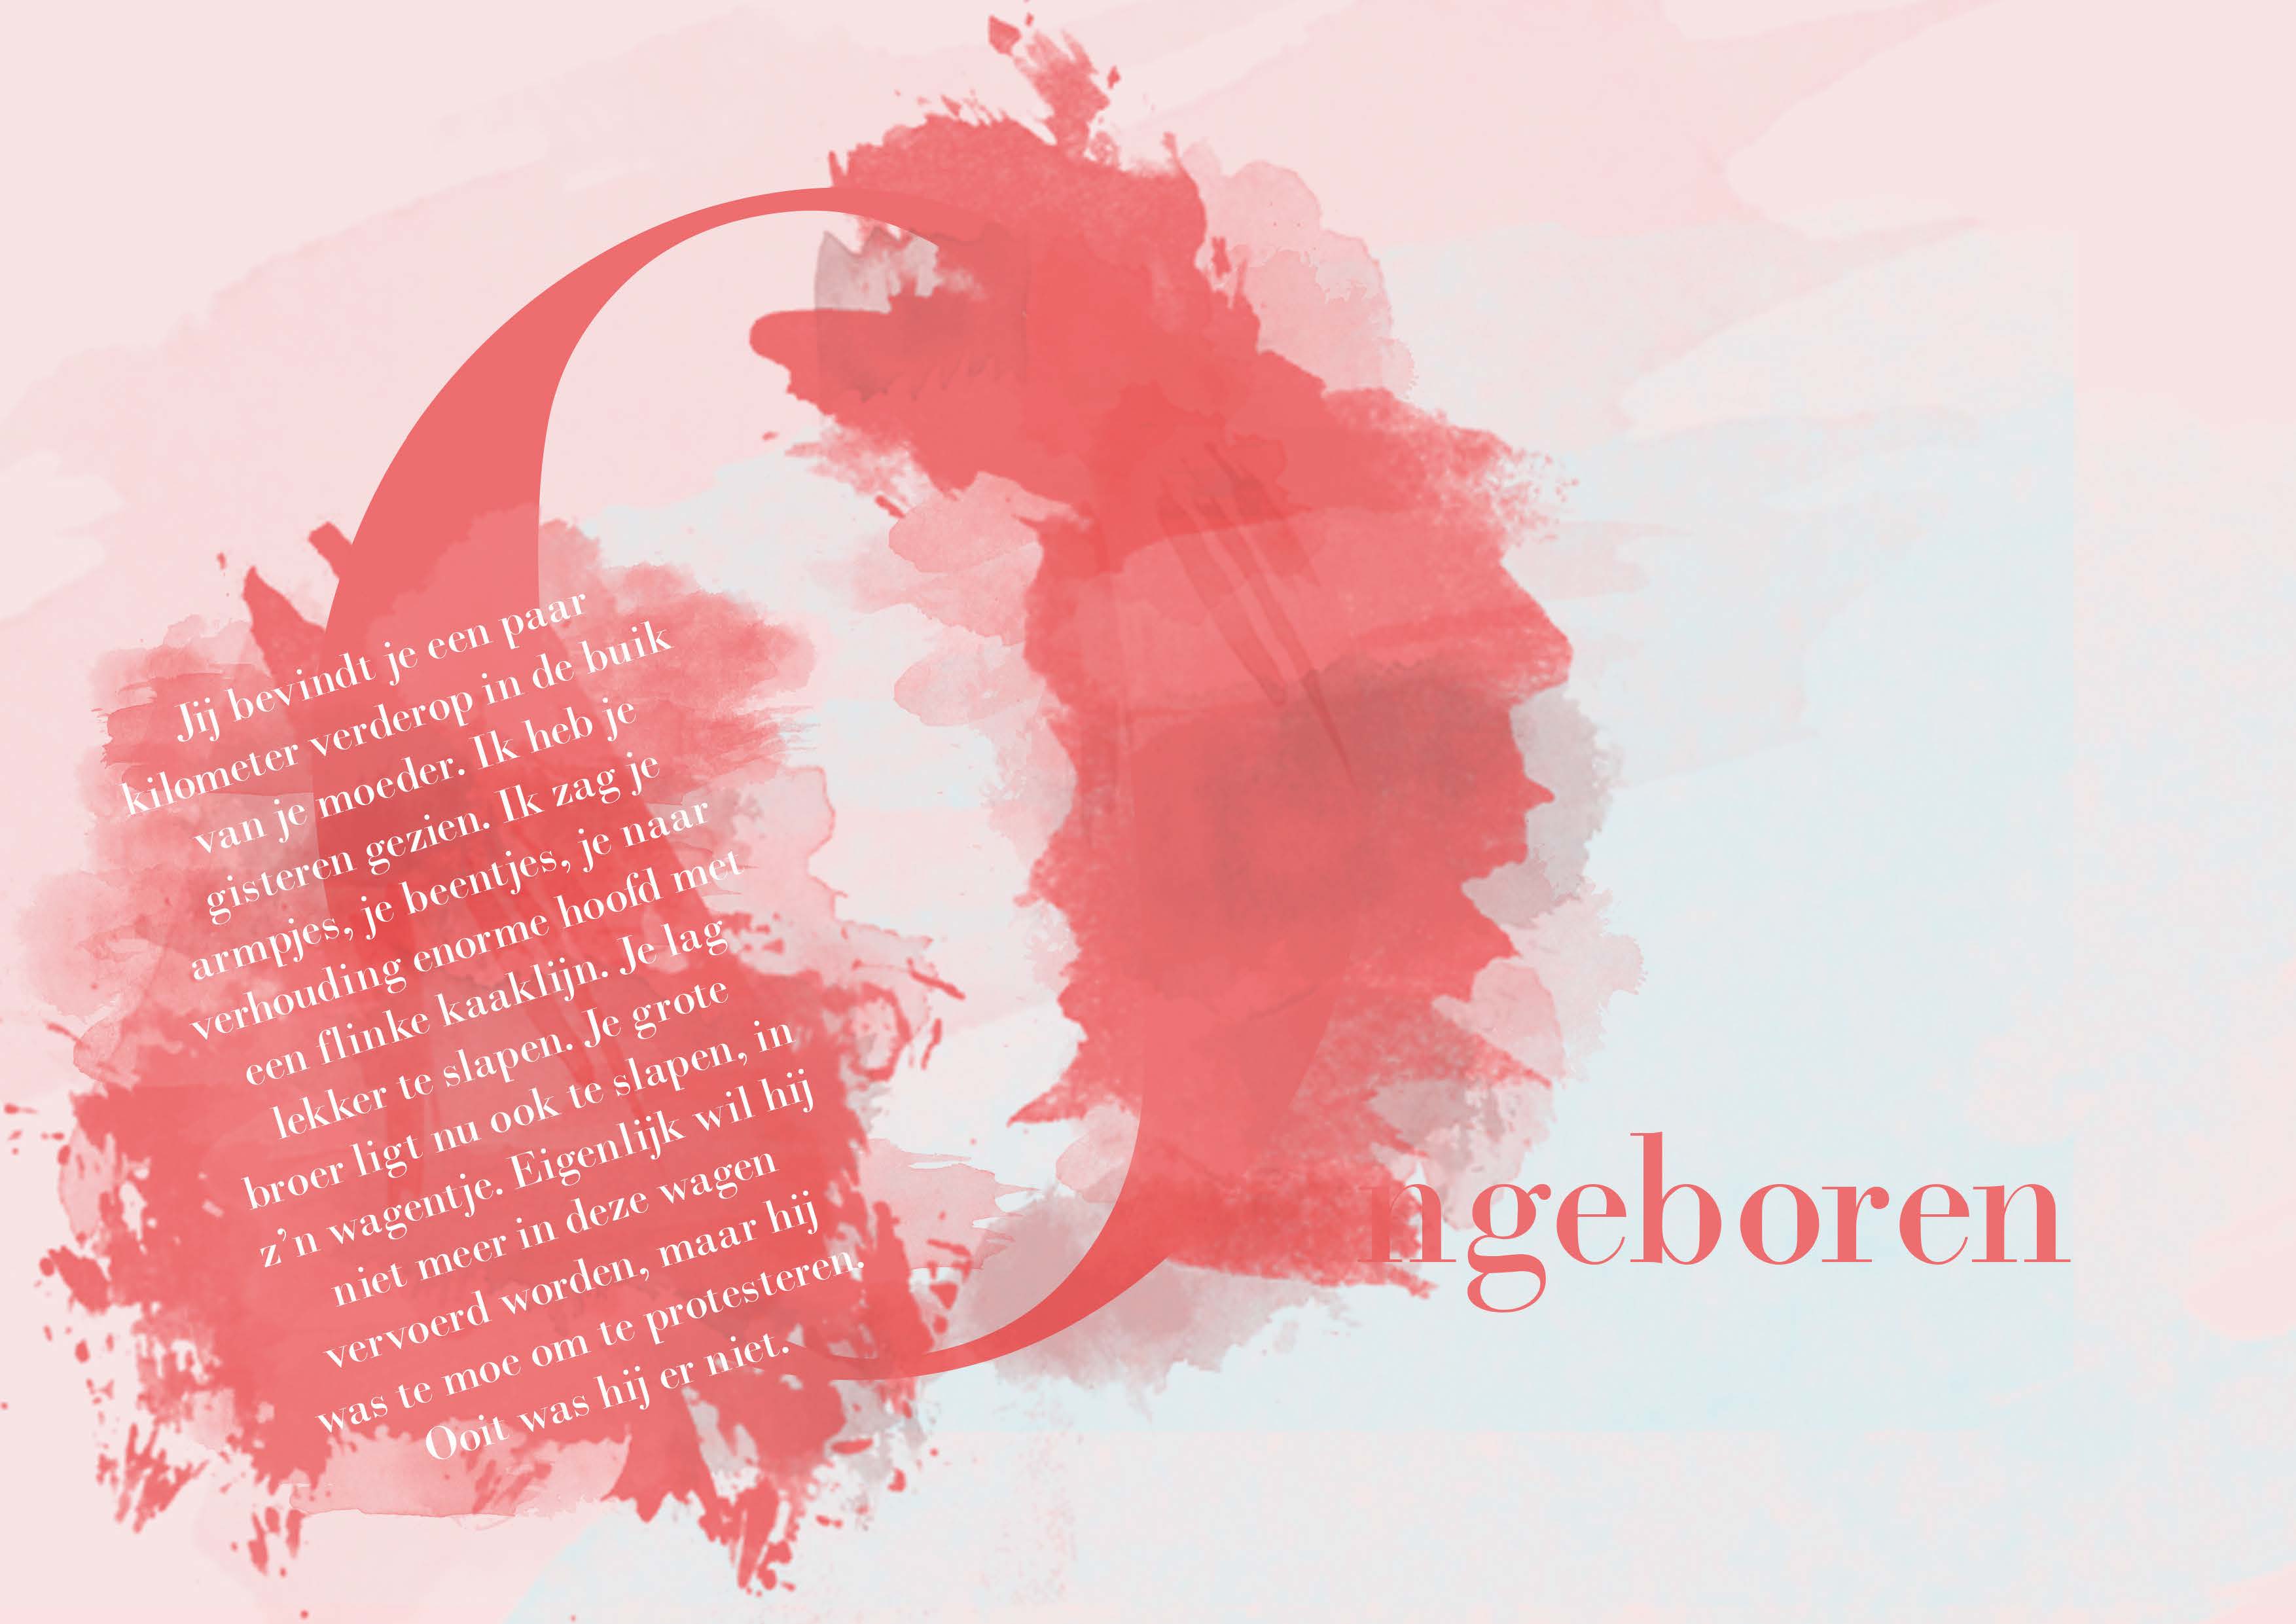 Jij bevindt je een paar
kilometer verderop in de buik
van je moeder. Ik heb je
gisteren gezien. Ik zag je
armpjes, je beentjes, je naar
verhouding enorme hoofd met
een flinke kaaklijn. Je lag
lekker te slapen. Je grote
broer ligt nu ook te slapen, in
z’n wagentje. Eigenlijk wil hij
niet meer in deze wagen
vervoerd worden, maar hij
was te moe om te protesteren.
Ooit was hij er niet.
Ongeboren